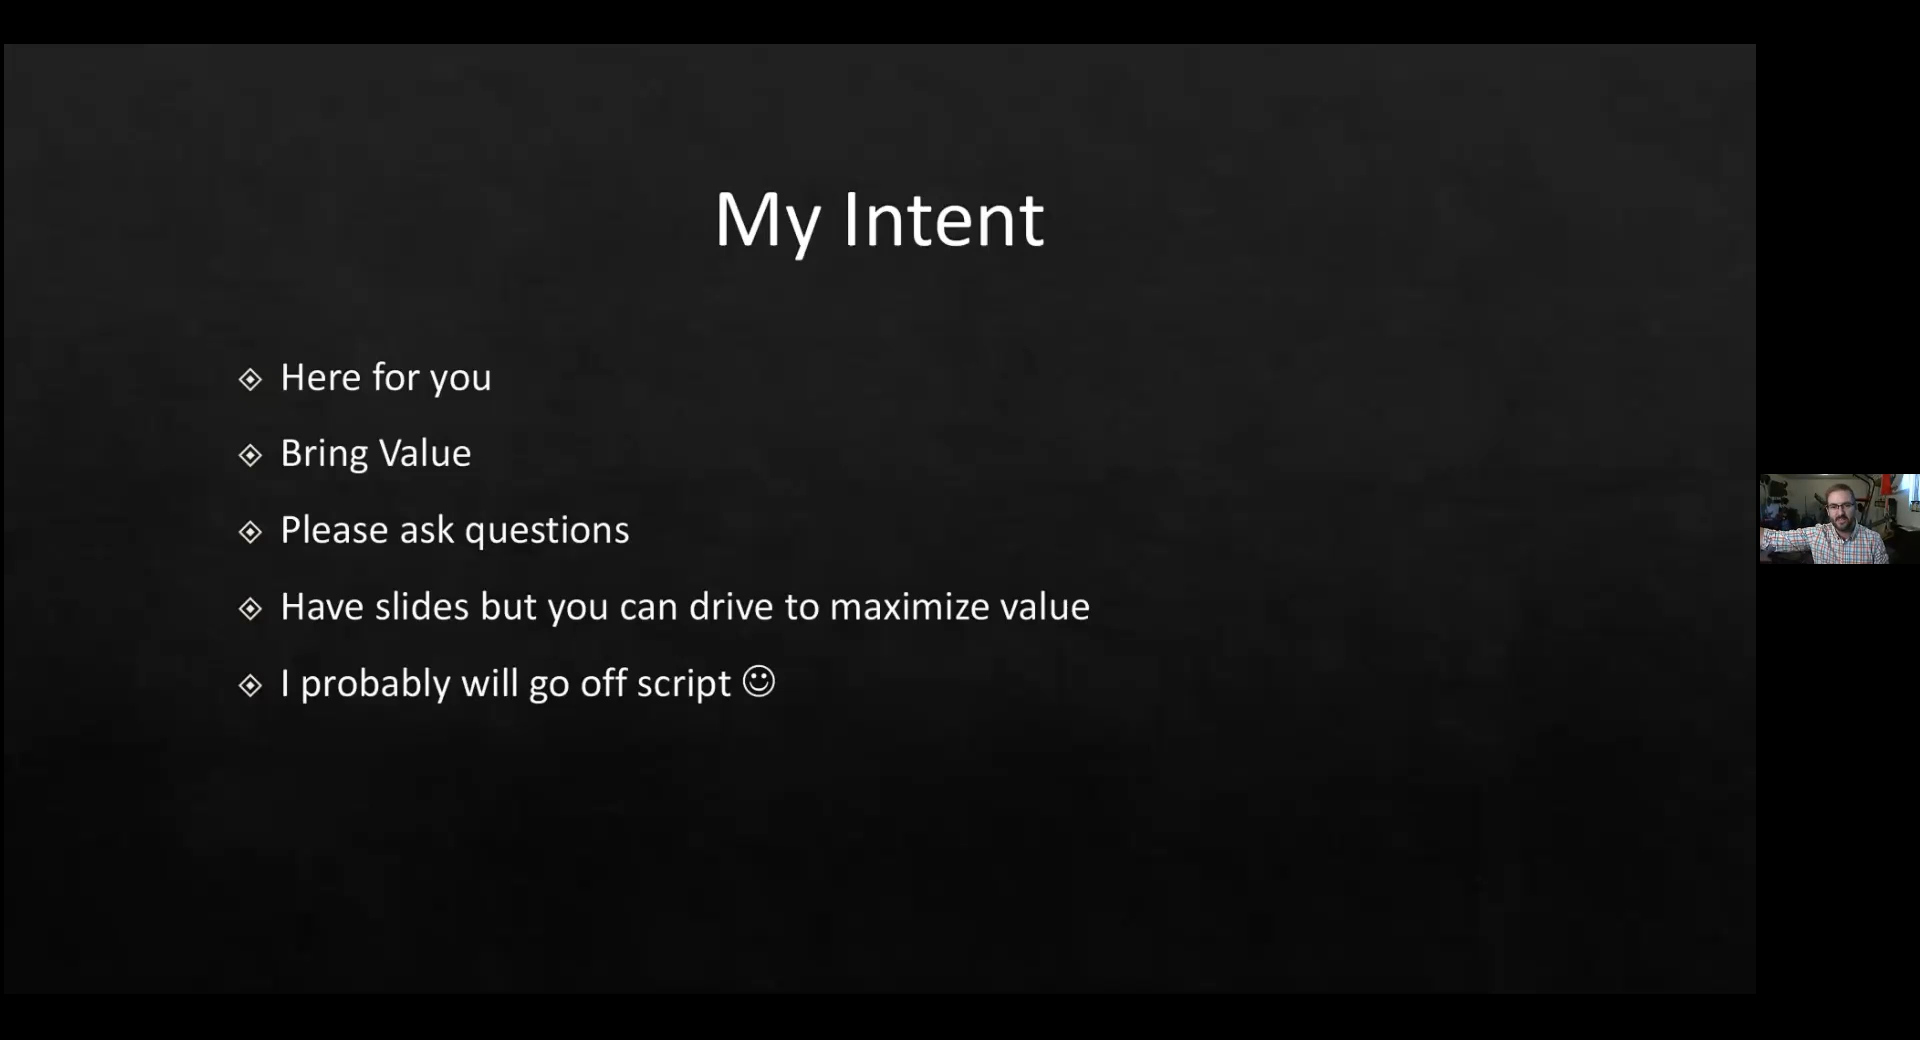 My Intent
Here for you
Bring Value
Please ask questions
Have slides but you can drive to maximize value
I probably will go off script ☺